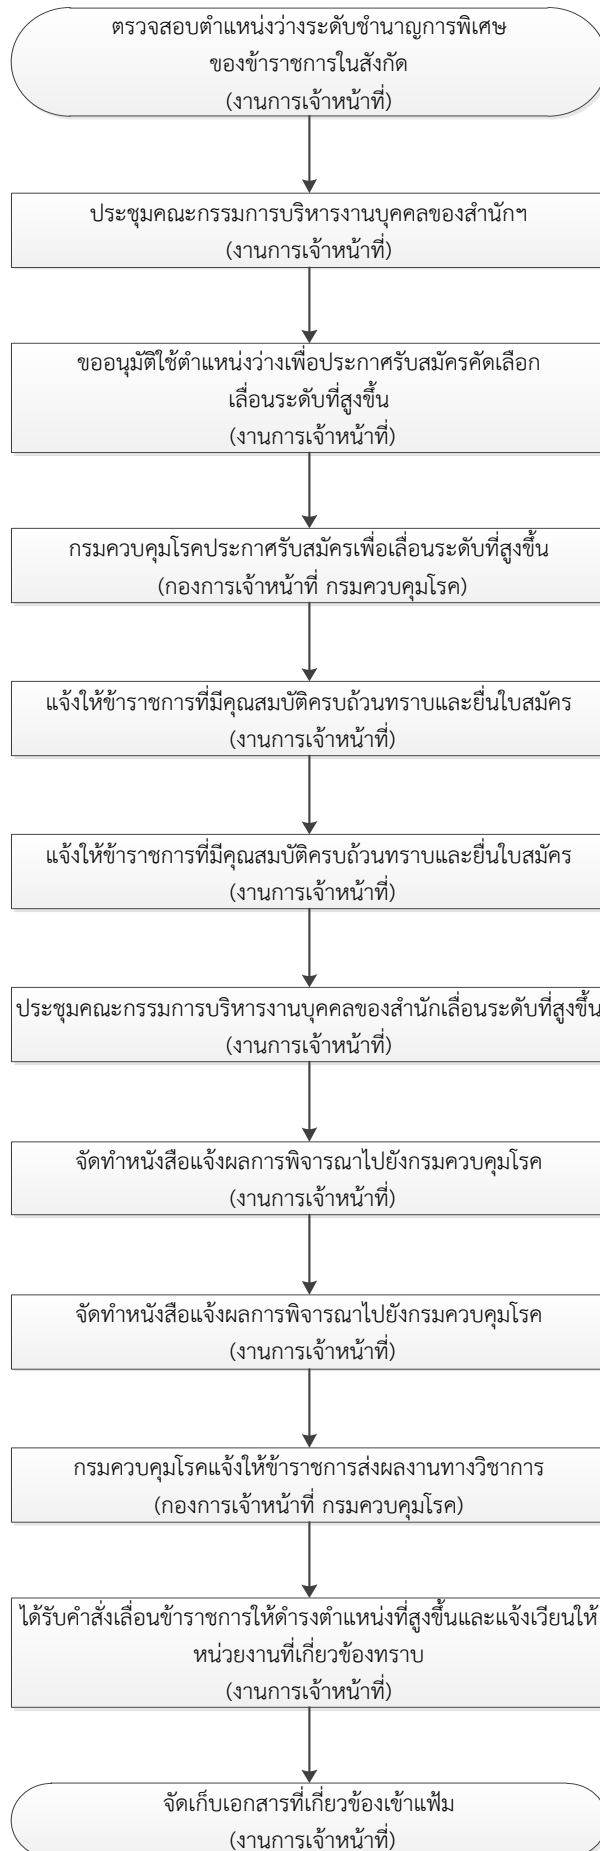 ตรวจสอบตำแหน่งว่างระดับชำนาญการพิเศษ
ของข้าราชการในสังกัด
(งานการเจ้าหน้าที่)
ประชุมคณะกรรมการบริหารงานบุคคลของสำนักฯ
(งานการเจ้าหน้าที่)
ขออนุมัติใช้ตำแหน่งว่างเพื่อประกาศรับสมัครคัดเลือก
เลื่อนระดับที่สูงขึ้น
(งานการเจ้าหน้าที่)
กรมควบคุมโรคประกาศรับสมัครเพื่อเลื่อนระดับที่สูงขึ้น
(กองการเจ้าหน้าที่ กรมควบคุมโรค)
แจ้งให้ข้าราชการที่มีคุณสมบัติครบถ้วนทราบและยื่นใบสมัคร
(งานการเจ้าหน้าที่)
แจ้งให้ข้าราชการที่มีคุณสมบัติครบถ้วนทราบและยื่นใบสมัคร
(งานการเจ้าหน้าที่)
ประชุมคณะกรรมการบริหารงานบุคคลของสำนักเลื่อนระดับที่สูงขึ้น
(งานการเจ้าหน้าที่)
จัดทำหนังสือแจ้งผลการพิจารณาไปยังกรมควบคุมโรค
(งานการเจ้าหน้าที่)
จัดทำหนังสือแจ้งผลการพิจารณาไปยังกรมควบคุมโรค
(งานการเจ้าหน้าที่)
กรมควบคุมโรคแจ้งให้ข้าราชการส่งผลงานทางวิชาการ
(กองการเจ้าหน้าที่ กรมควบคุมโรค)
ได้รับคำสั่งเลื่อนข้าราชการให้ดำรงตำแหน่งที่สูงขึ้นและแจ้งเวียนให้
หน่วยงานที่เกี่ยวข้องทราบ
(งานการเจ้าหน้าที่)
จัดเก็บเอกสารที่เกี่ยวข้องเข้าแฟ้ม
(งานการเจ้าหน้าที่)